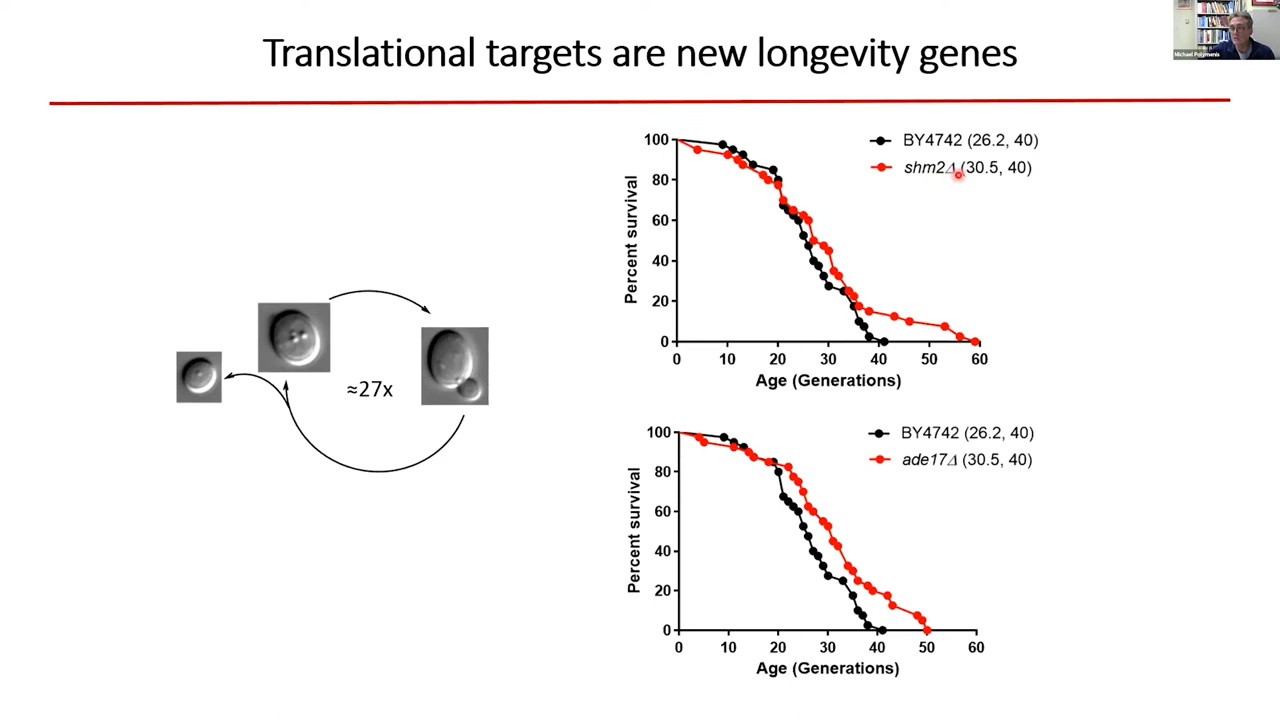 Translational targets are new longevity genes
Michael Polymenis
≈27x
100
80
60
40
20
0
Percent survival
BY4742 (26.2, 40)
shm2Δ (30.5, 40)
0 10 20 30 40 50 60
Age (Generations)
100
80
60
40
20
0
Percent survival
BY4742 (26.2, 40)
ade17Δ (30.5, 40)
0 10 20 30 40 50 60
Age (Generations)